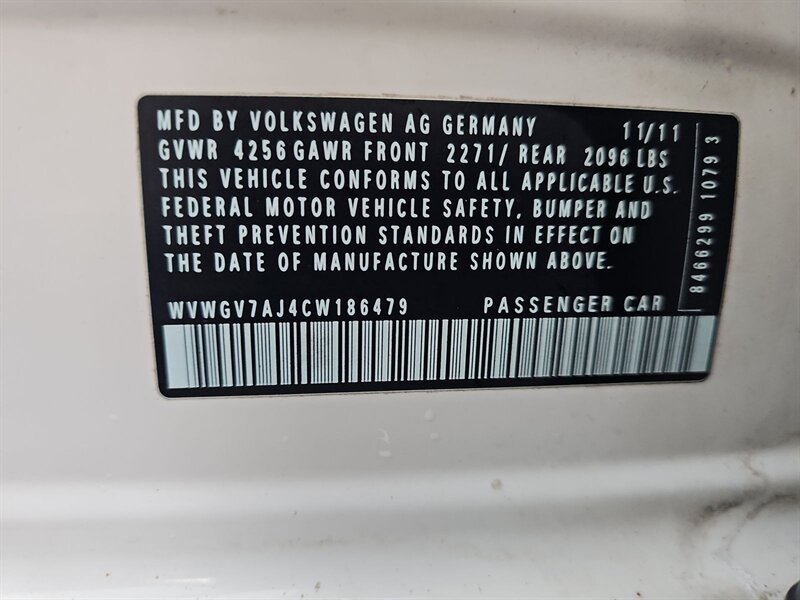 MFD BY VOLKSWAGEN AG GERMANY 11/11
GVWR 4256 GAWR FRONT 2271/ REAR 2096 LBS
THIS VEHICLE CONFORMS TO ALL APPLICABLE U.S.
FEDERAL MOTOR VEHICLE SAFETY, BUMPER AND
THEFT PREVENTION STANDARDS IN EFFECT ON
THE DATE OF MANUFACTURE SHOWN ABOVE.
WVWGV7AJ4CW186479 PASSENGER CAR
8466299 1079 3